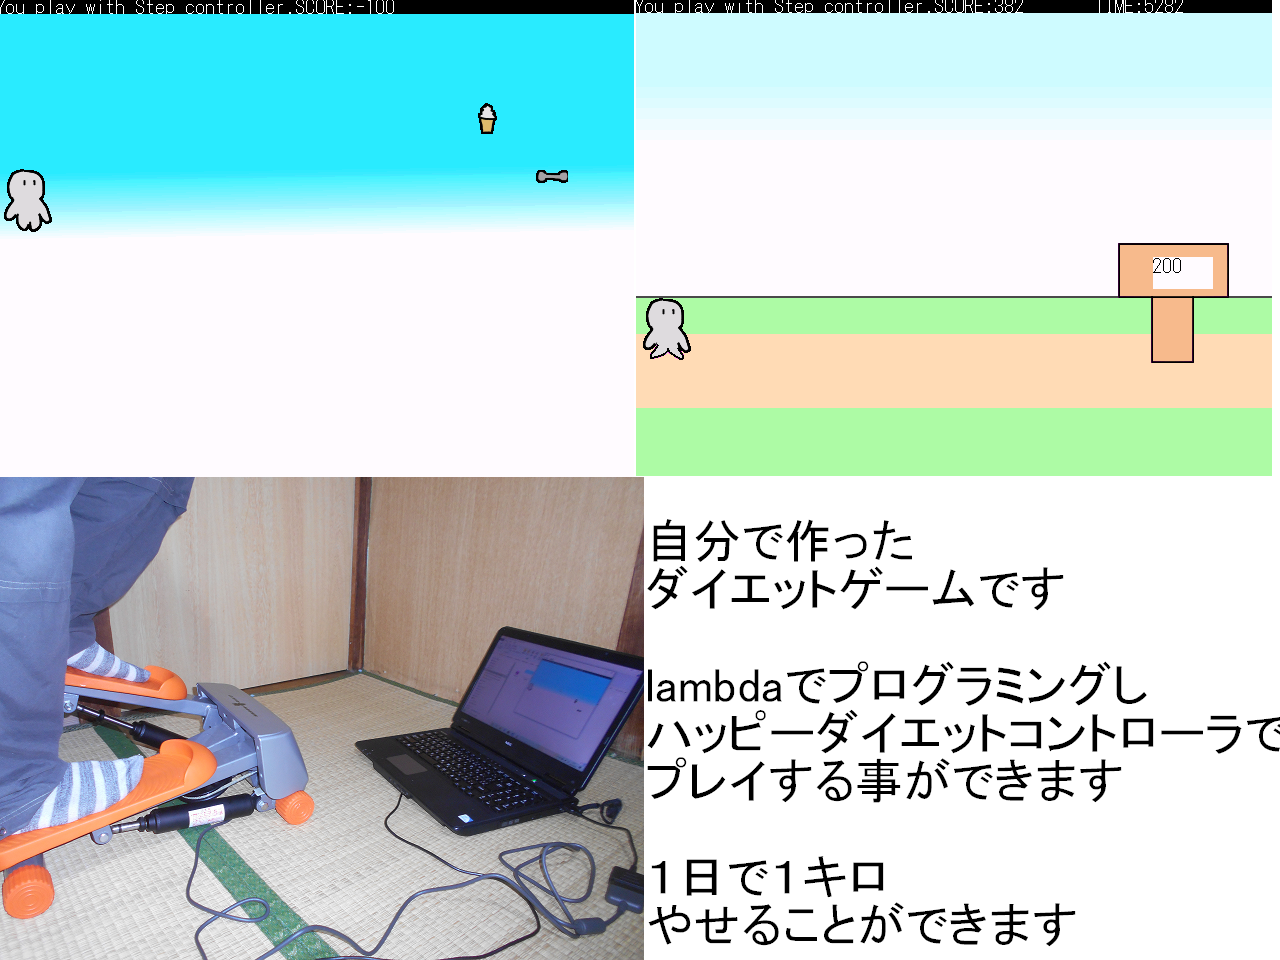 You play with Step controller.SCORE:-100
You play with Step controller.SCORE:382 TIME:5282
200
自分で作った
ダイエットゲームです
lambdaでプログラミングし
ハッピーダイエットコントローラで
プレイする事ができます
１日で１キロ
やせることができます